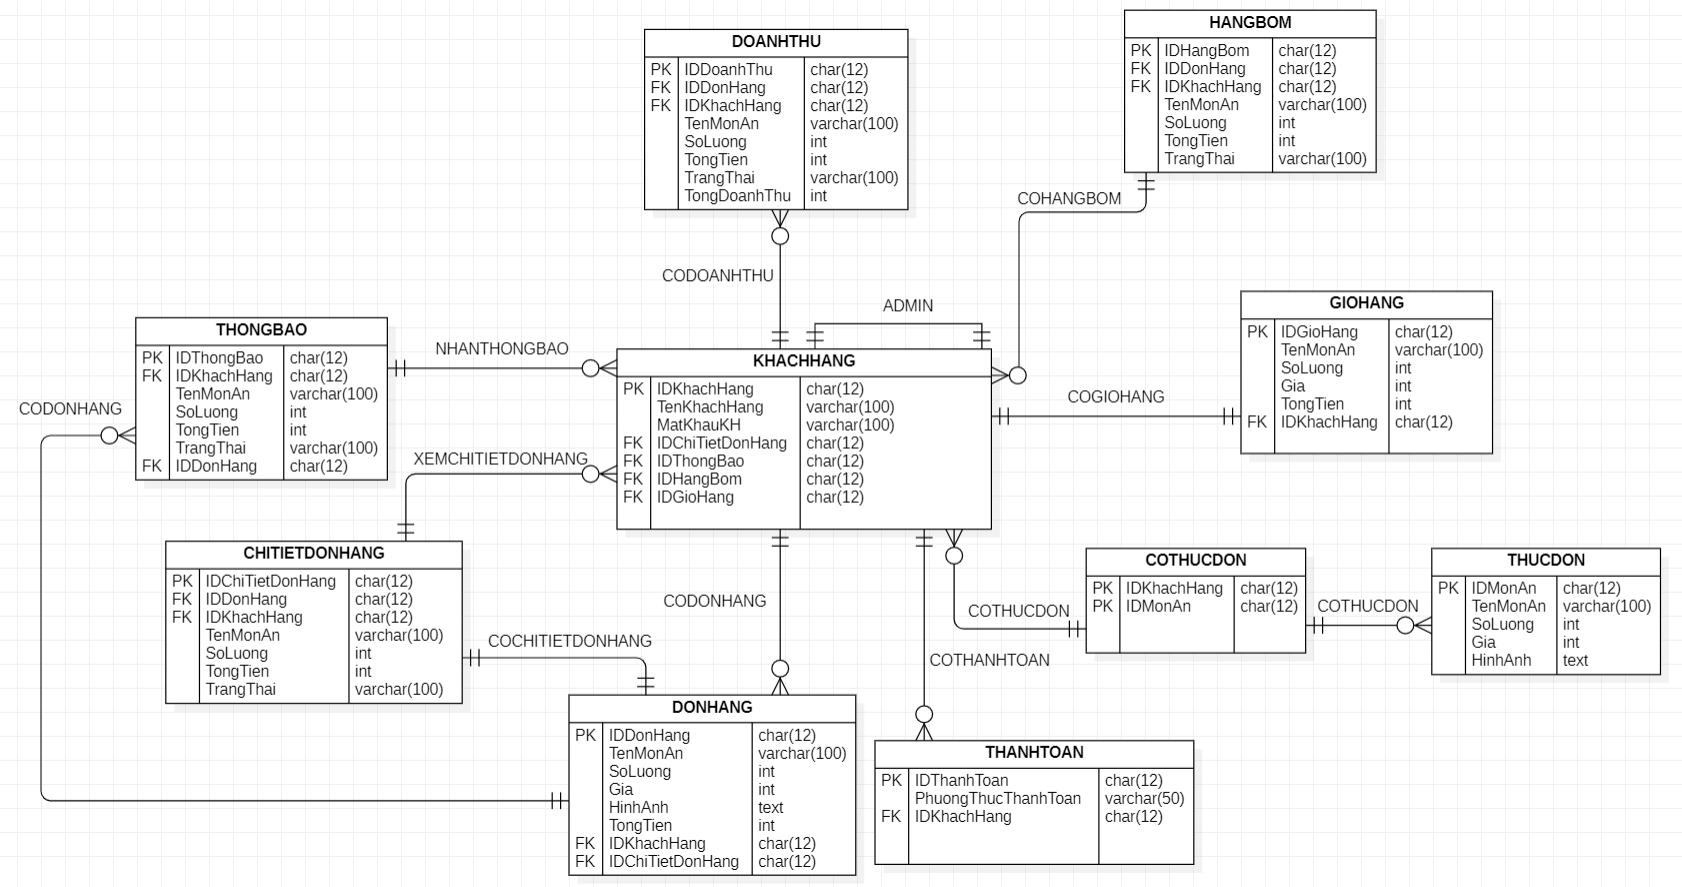 DOANHTHU
PK IDDoanhThu char(12)
FK IDDonHang char(12)
FK IDKhachHang char(12)
TenMonAn varchar(100)
SoLuong int
TongTien int
TrangThai varchar(100)
TongDoanhThu int
HANGBOM
PK IDHangBom char(12)
FK IDDonHang char(12)
FK IDKhachHang char(12)
TenMonAn varchar(100)
SoLuong int
TongTien int
TrangThai varchar(100)
COHANGBOM
CODOANHTHU
ADMIN
THONGBAO
PK IDThongBao char(12)
FK IDKhachHang char(12)
TenMonAn varchar(100)
SoLuong int
TongTien int
TrangThai varchar(100)
FK IDDonHang char(12)
NHANTHONGBAO
CODONHANG
KHACHHANG
PK IDKhachHang char(12)
TenKhachHang varchar(100)
MatKhauKH varchar(100)
FK IDChiTietDonHang char(12)
FK IDThongBao char(12)
FK IDHangBom char(12)
FK IDGioHang char(12)
COGIOHANG
GIOHANG
PK IDGioHang char(12)
TenMonAn varchar(100)
SoLuong int
Gia int
TongTien int
FK IDKhachHang char(12)
XEMCHITIETDONHANG
CHITIETDONHANG
PK IDChiTietDonHang char(12)
FK IDDonHang char(12)
FK IDKhachHang char(12)
TenMonAn varchar(100)
SoLuong int
TongTien int
TrangThai varchar(100)
COCHITIETDONHANG
CODONHANG
COTHUCDON
COTHANHTOAN
COTHUCDON
PK IDKhachHang char(12)
PK IDMonAn char(12)
COTHUCDON
THUCDON
PK IDMonAn char(12)
TenMonAn varchar(100)
SoLuong int
Gia int
HinhAnh text
DONHANG
PK IDDonHang char(12)
TenMonAn varchar(100)
SoLuong int
Gia int
HinhAnh text
TongTien int
FK IDKhachHang char(12)
FK IDChiTietDonHang char(12)
THANHTOAN
PK IDThanhToan char(12)
PhuongThucThanhToan varchar(50)
FK IDKhachHang char(12)